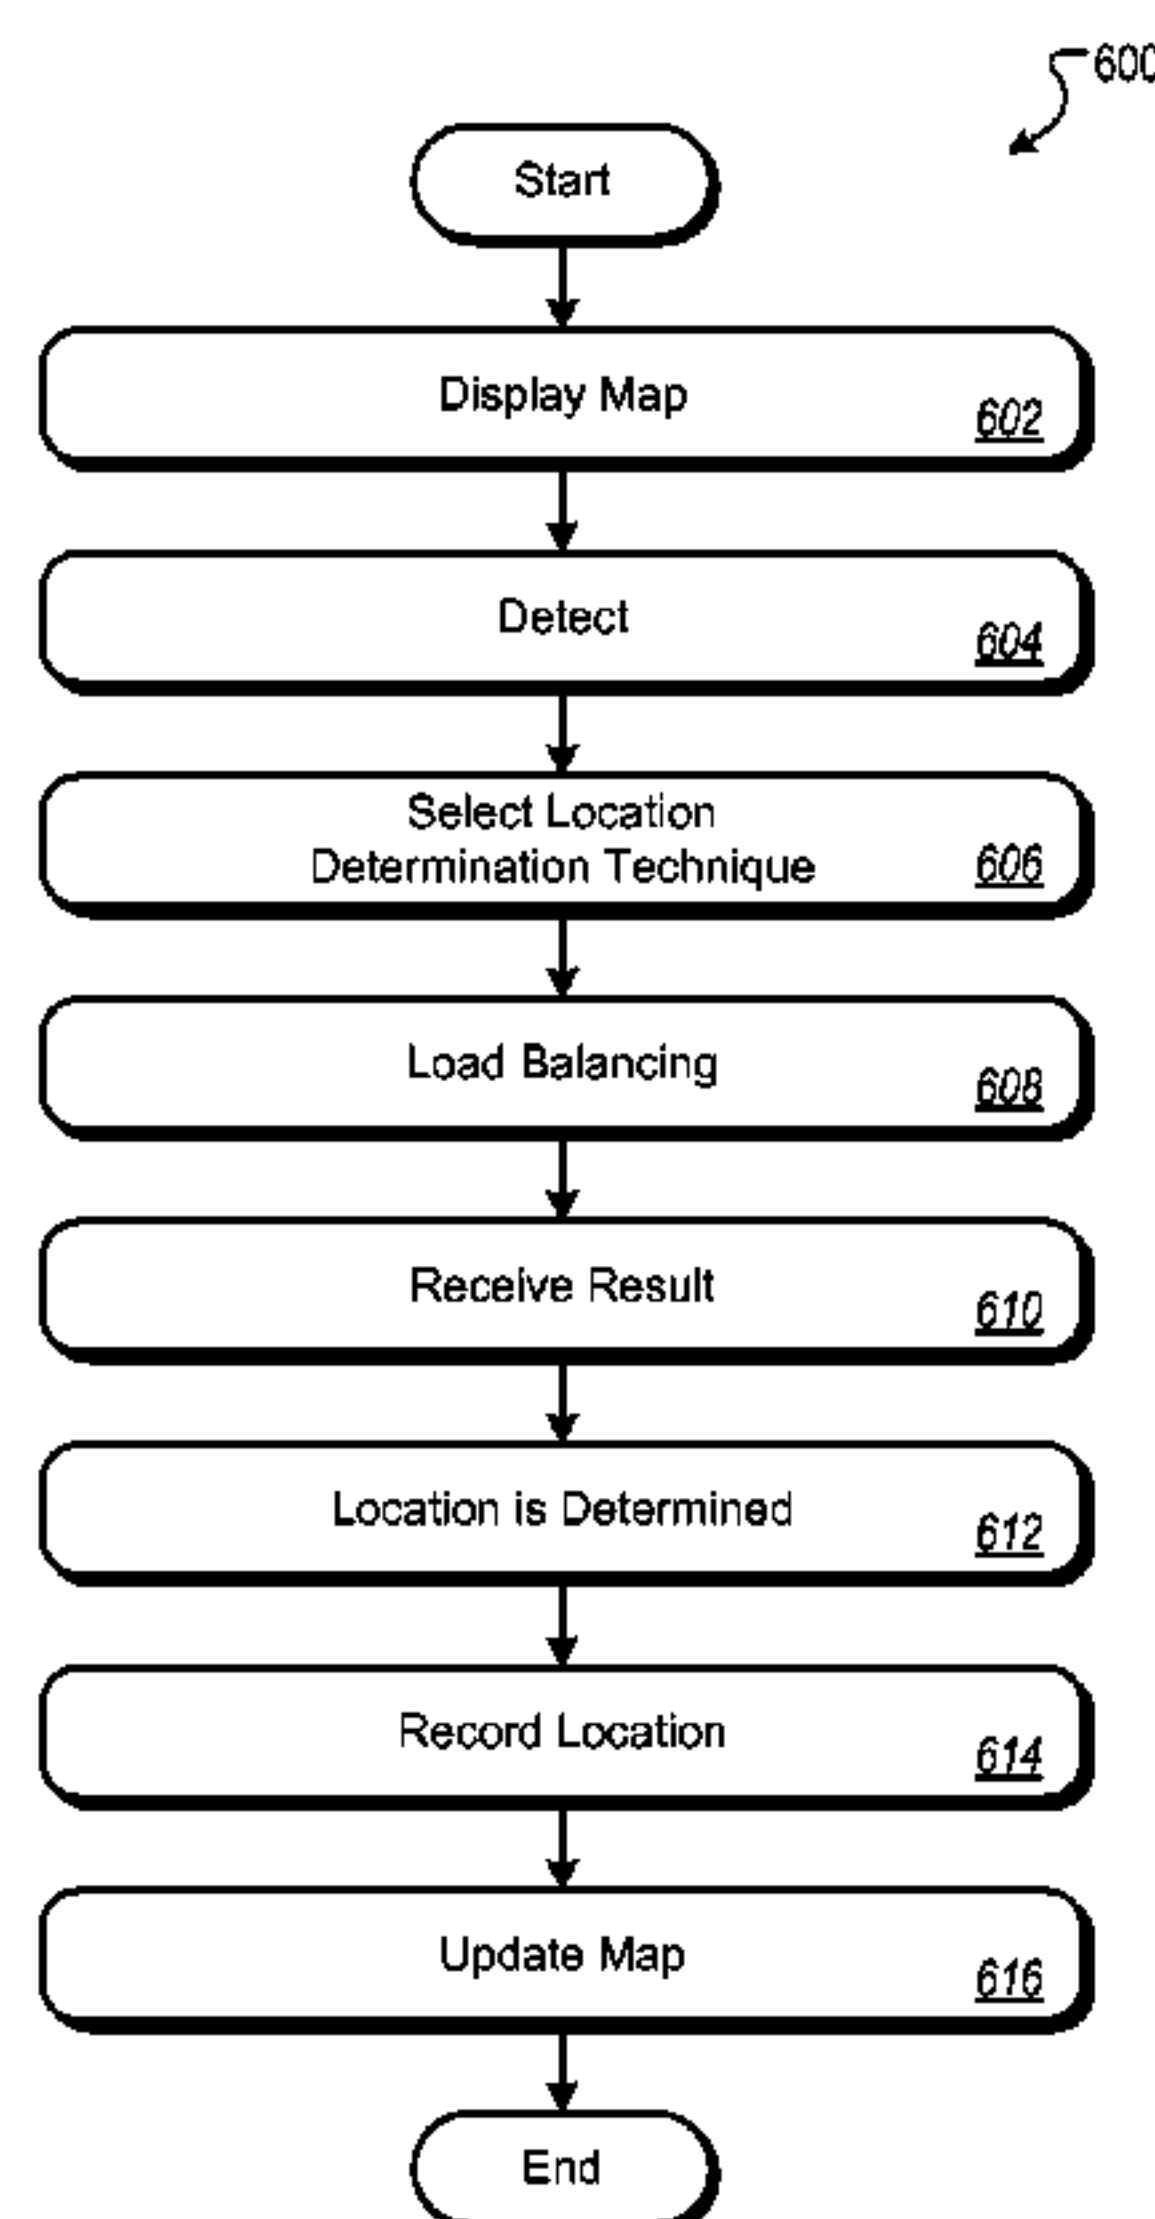 600
Start
Display Map
602
Detect
604
Select Location
Determination Technique
606
Load Balancing
608
Receive Result
610
Location is Determined
612
Record Location
614
Update Map
616
End